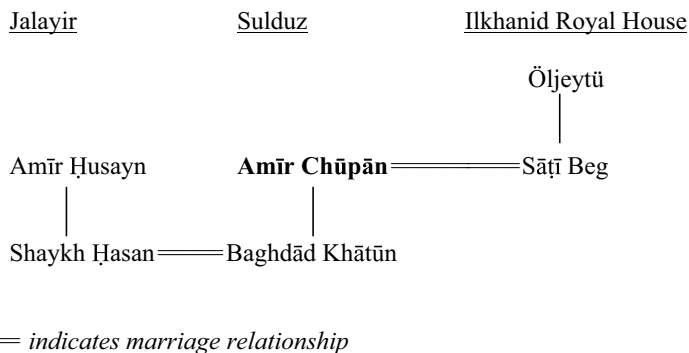 Jalayir Sulduz Ilkhanid Royal House
Öljeytü
Amīr Ḥusayn Amīr Chūpān Sāṭī Beg
Shaykh Ḥasan Baghdād Khātūn
= indicates marriage relationship